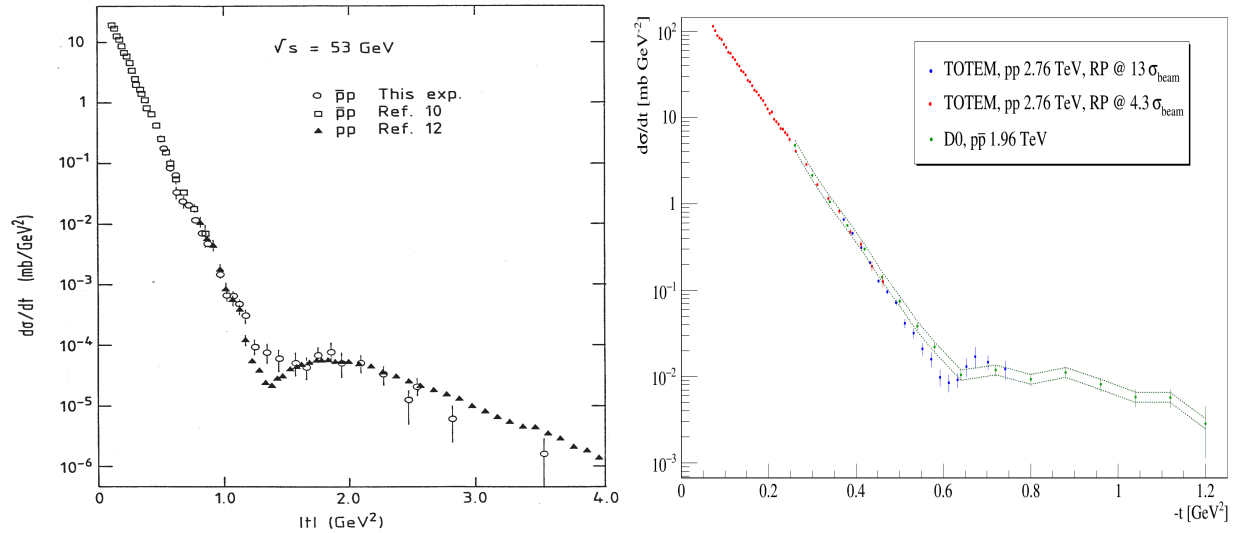 √s = 53 GeV
p̄p This exp.
p̄p Ref. 10
pp Ref. 12
dσ/dt (mb/GeV²)
10
1
10⁻¹
10⁻²
10⁻³
10⁻⁴
10⁻⁵
10⁻⁶
0 1.0 2.0 3.0 4.0
|t| (GeV²)
dσ/dt [mb GeV⁻²]
TOTEM, pp 2.76 TeV, RP @ 13 σbeam
TOTEM, pp 2.76 TeV, RP @ 4.3 σbeam
D0, pp̄ 1.96 TeV
10²
10
1
10⁻¹
10⁻²
10⁻³
0 0.2 0.4 0.6 0.8 1 1.2
-t [GeV²]